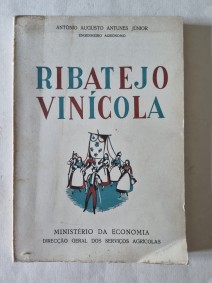 ANTÓNIO AUGUSTO ANTUNES JÚNIOR
ENGENHEIRO AGRÓNOMO
RIBATEJO
VINÍCOLA
MINISTÉRIO DA ECONOMIA
DIRECÇÃO GERAL DOS SERVIÇOS AGRÍCOLAS